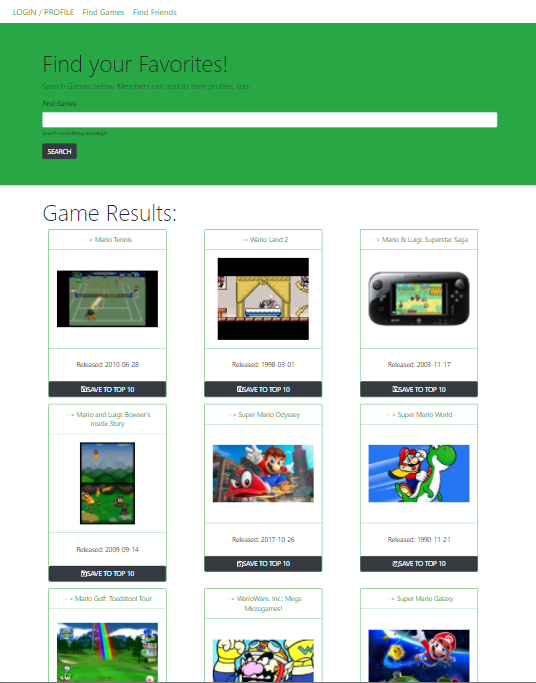 LOGIN / PROFILE Find Games Find Friends
Find your Favorites!
Search Games below. Members can add to their profiles, too!
Find Games
Search something nostalgic!
SEARCH
Game Results:
--> Mario Tennis
Released: 2010-06-28
SAVE TO TOP 10
--> Wario Land 2
Released: 1998-03-01
SAVE TO TOP 10
--> Mario & Luigi: Superstar Saga
Released: 2003-11-17
SAVE TO TOP 10
--> Mario and Luigi: Bowser's
Inside Story
Released: 2009-09-14
SAVE TO TOP 10
--> Super Mario Odyssey
Released: 2017-10-26
SAVE TO TOP 10
--> Super Mario World
Released: 1990-11-21
SAVE TO TOP 10
--> Mario Golf: Toadstool Tour
--> WarioWare, Inc.: Mega
Microgames!
--> Super Mario Galaxy